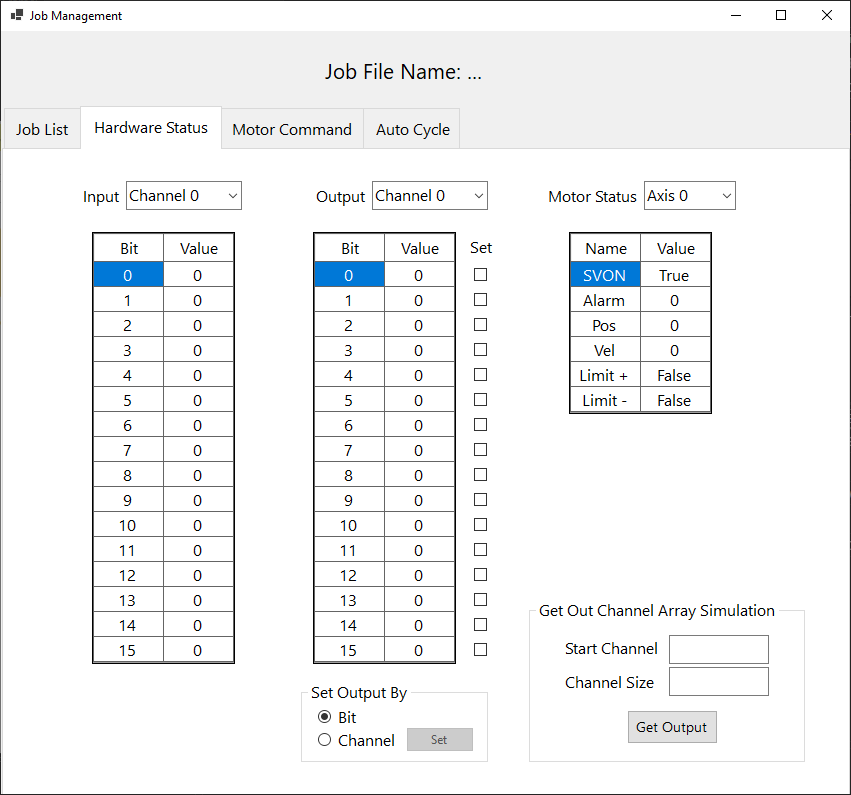 Job Management
Job File Name: ...
Job List Hardware Status Motor Command Auto Cycle
Input Channel 0 Output Channel 0 Motor Status Axis 0
Bit Value Bit Value Set Name Value
0 0 0 0 SVON True
1 0 1 0 Alarm 0
2 0 2 0 Pos 0
3 0 3 0 Vel 0
4 0 4 0 Limit + False
5 0 5 0 Limit - False
6 0 6 0
7 0 7 0
8 0 8 0
9 0 9 0
10 0 10 0
11 0 11 0
12 0 12 0
13 0 13 0
14 0 14 0
15 0 15 0
Set Output By
Bit
Channel Set
Get Out Channel Array Simulation
Start Channel
Channel Size
Get Output